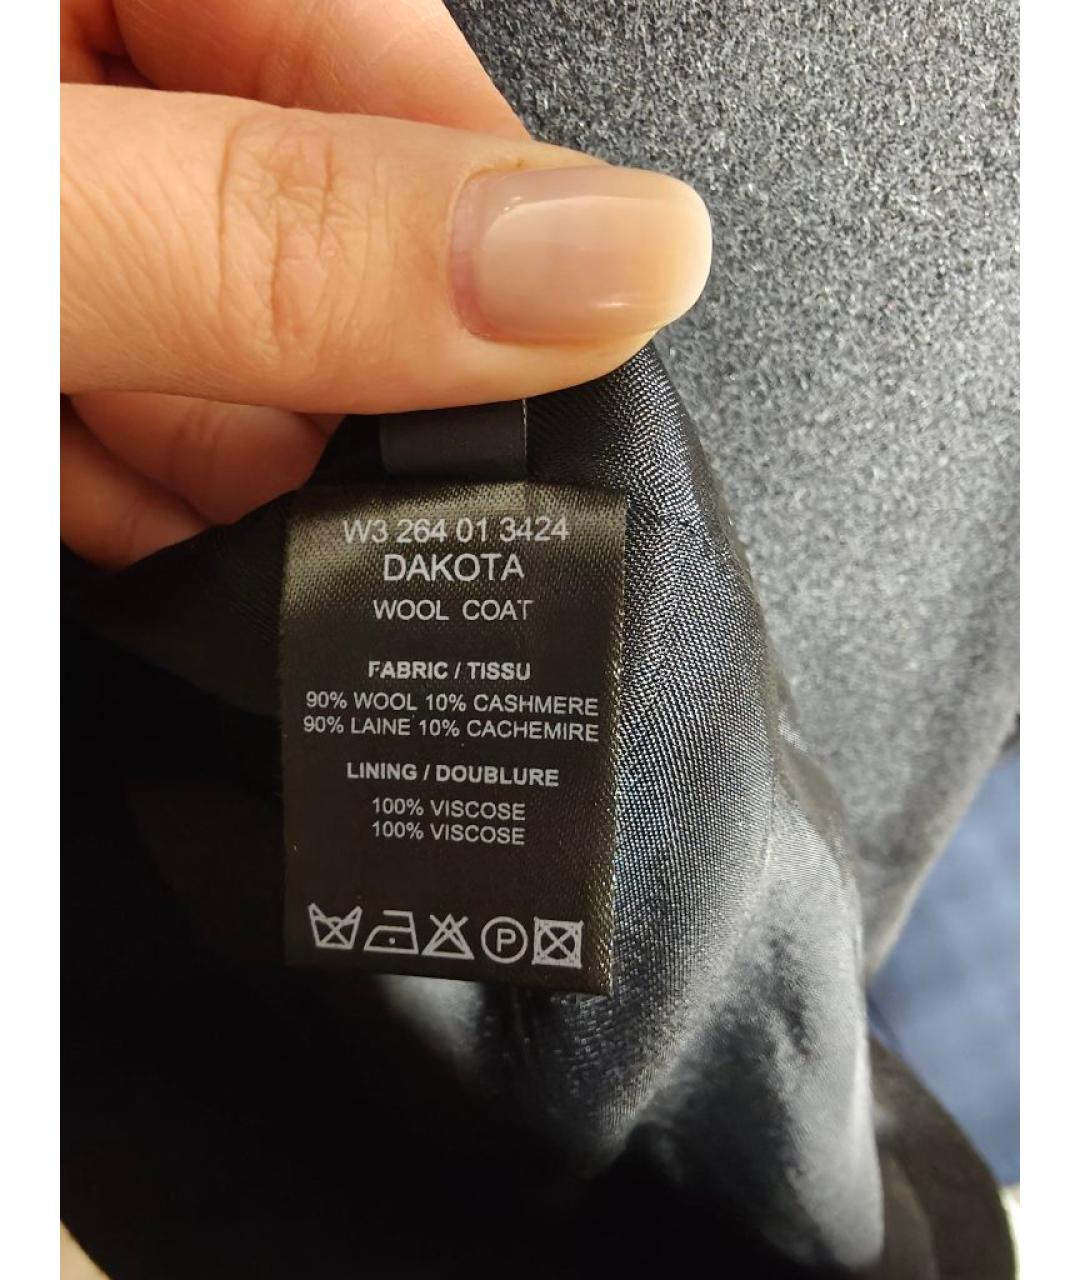 W3 264 01 3424
DAKOTA
WOOL COAT
FABRIC / TISSU
90% WOOL 10% CASHMERE
90% LAINE 10% CACHEMIRE
LINING / DOUBLURE
100% VISCOSE
100% VISCOSE
P